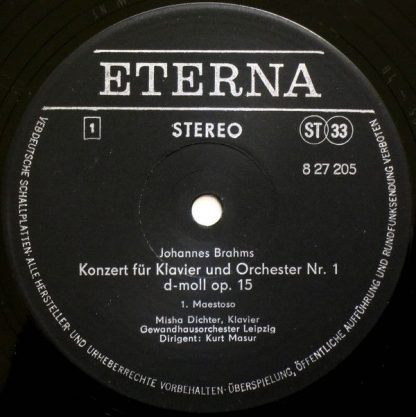 ETERNA
1
STEREO
ST 33
8 27 205
Johannes Brahms
Konzert für Klavier und Orchester Nr. 1
d-moll op. 15
1. Maestoso
Misha Dichter, Klavier
Gewandhausorchester Leipzig
Dirigent: Kurt Masur
VEB DEUTSCHE SCHALLPLATTEN · ALLE HERSTELLER- UND URHEBERRECHTE VORBEHALTEN · ÜBERSPIELUNG, ÖFFENTLICHE AUFFÜHRUNG UND RUNDFUNKSENDUNG VERBOTEN